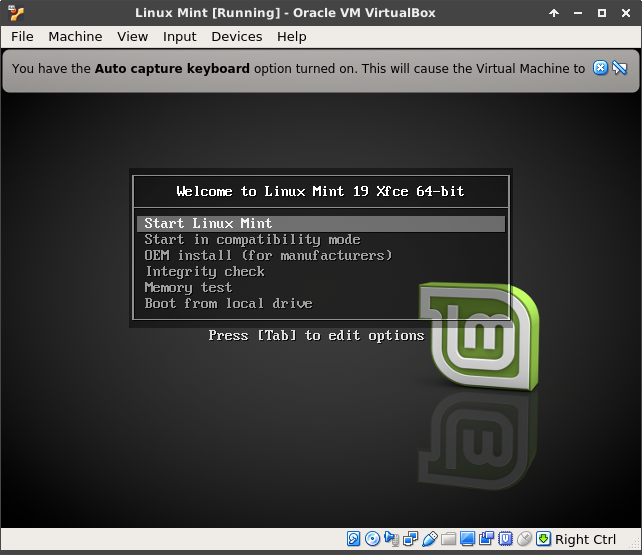 Linux Mint [Running] - Oracle VM VirtualBox
File Machine View Input Devices Help
You have the Auto capture keyboard option turned on. This will cause the Virtual Machine to
Welcome to Linux Mint 19 Xfce 64-bit
Start Linux Mint
Start in compatibility mode
OEM install (for manufacturers)
Integrity check
Memory test
Boot from local drive
Press [Tab] to edit options
Right Ctrl